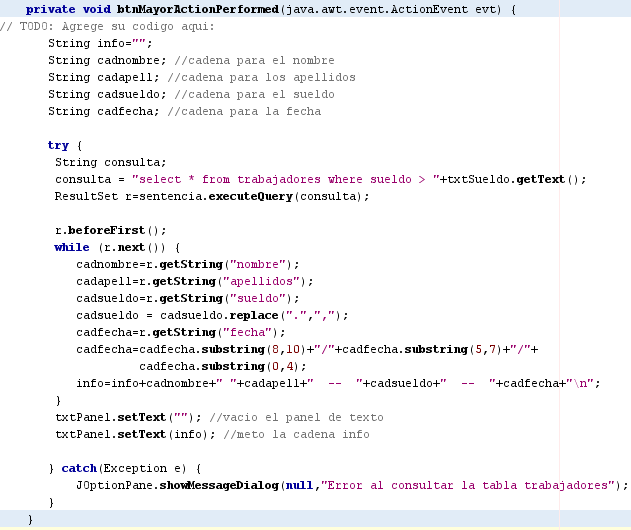 private void btnMayorActionPerformed(java.awt.event.ActionEvent evt) {
// TODO: Agrege su codigo aqui:
String info="";
String cadnombre; //cadena para el nombre
String cadapell; //cadena para los apellidos
String cadsueldo; //cadena para el sueldo
String cadfecha; //cadena para la fecha
try {
String consulta;
consulta = "select * from trabajadores where sueldo > "+txtSueldo.getText();
ResultSet r=sentencia.executeQuery(consulta);
r.beforeFirst();
while (r.next()) {
cadnombre=r.getString("nombre");
cadapell=r.getString("apellidos");
cadsueldo=r.getString("sueldo");
cadsueldo = cadsueldo.replace(".",",");
cadfecha=r.getString("fecha");
cadfecha=cadfecha.substring(8,10)+"/"+cadfecha.substring(5,7)+"/"+
cadfecha.substring(0,4);
info=info+cadnombre+" "+cadapell+"  --  "+cadsueldo+"  --  "+cadfecha+"\n";
}
txtPanel.setText(""); //vacio el panel de texto
txtPanel.setText(info); //meto la cadena info
} catch(Exception e) {
JOptionPane.showMessageDialog(null,"Error al consultar la tabla trabajadores");
}
}